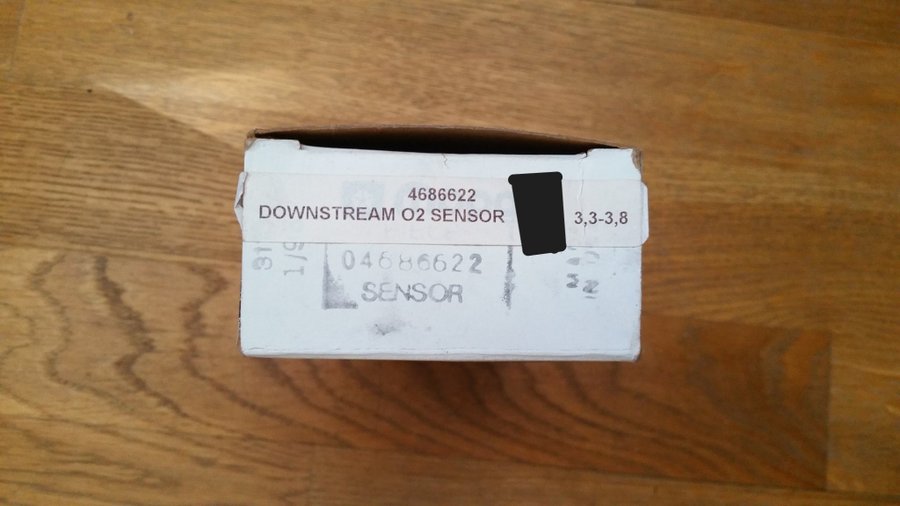 4686622
DOWNSTREAM O2 SENSOR 3,3-3,8
04686622
SENSOR